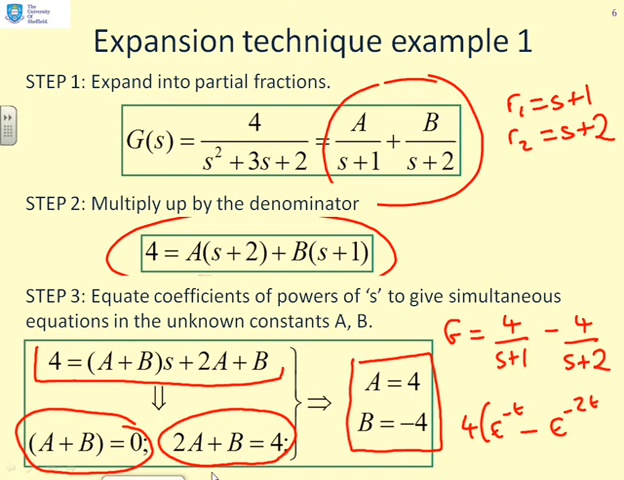 The
University
Of
Sheffield.
6
Expansion technique example 1
STEP 1: Expand into partial fractions.
G(s) = 4 / (s² + 3s + 2) = A / (s + 1) + B / (s + 2)
r₁ = s+1
r₂ = s+2
STEP 2: Multiply up by the denominator
4 = A(s + 2) + B(s + 1)
STEP 3: Equate coefficients of powers of ‘s’ to give simultaneous
equations in the unknown constants A, B.
4 = (A + B)s + 2A + B
⇓
(A + B) = 0; 2A + B = 4;
⇒
A = 4
B = −4
G = 4/(s+1) − 4/(s+2)
4(e^{-t} − e^{-2t}